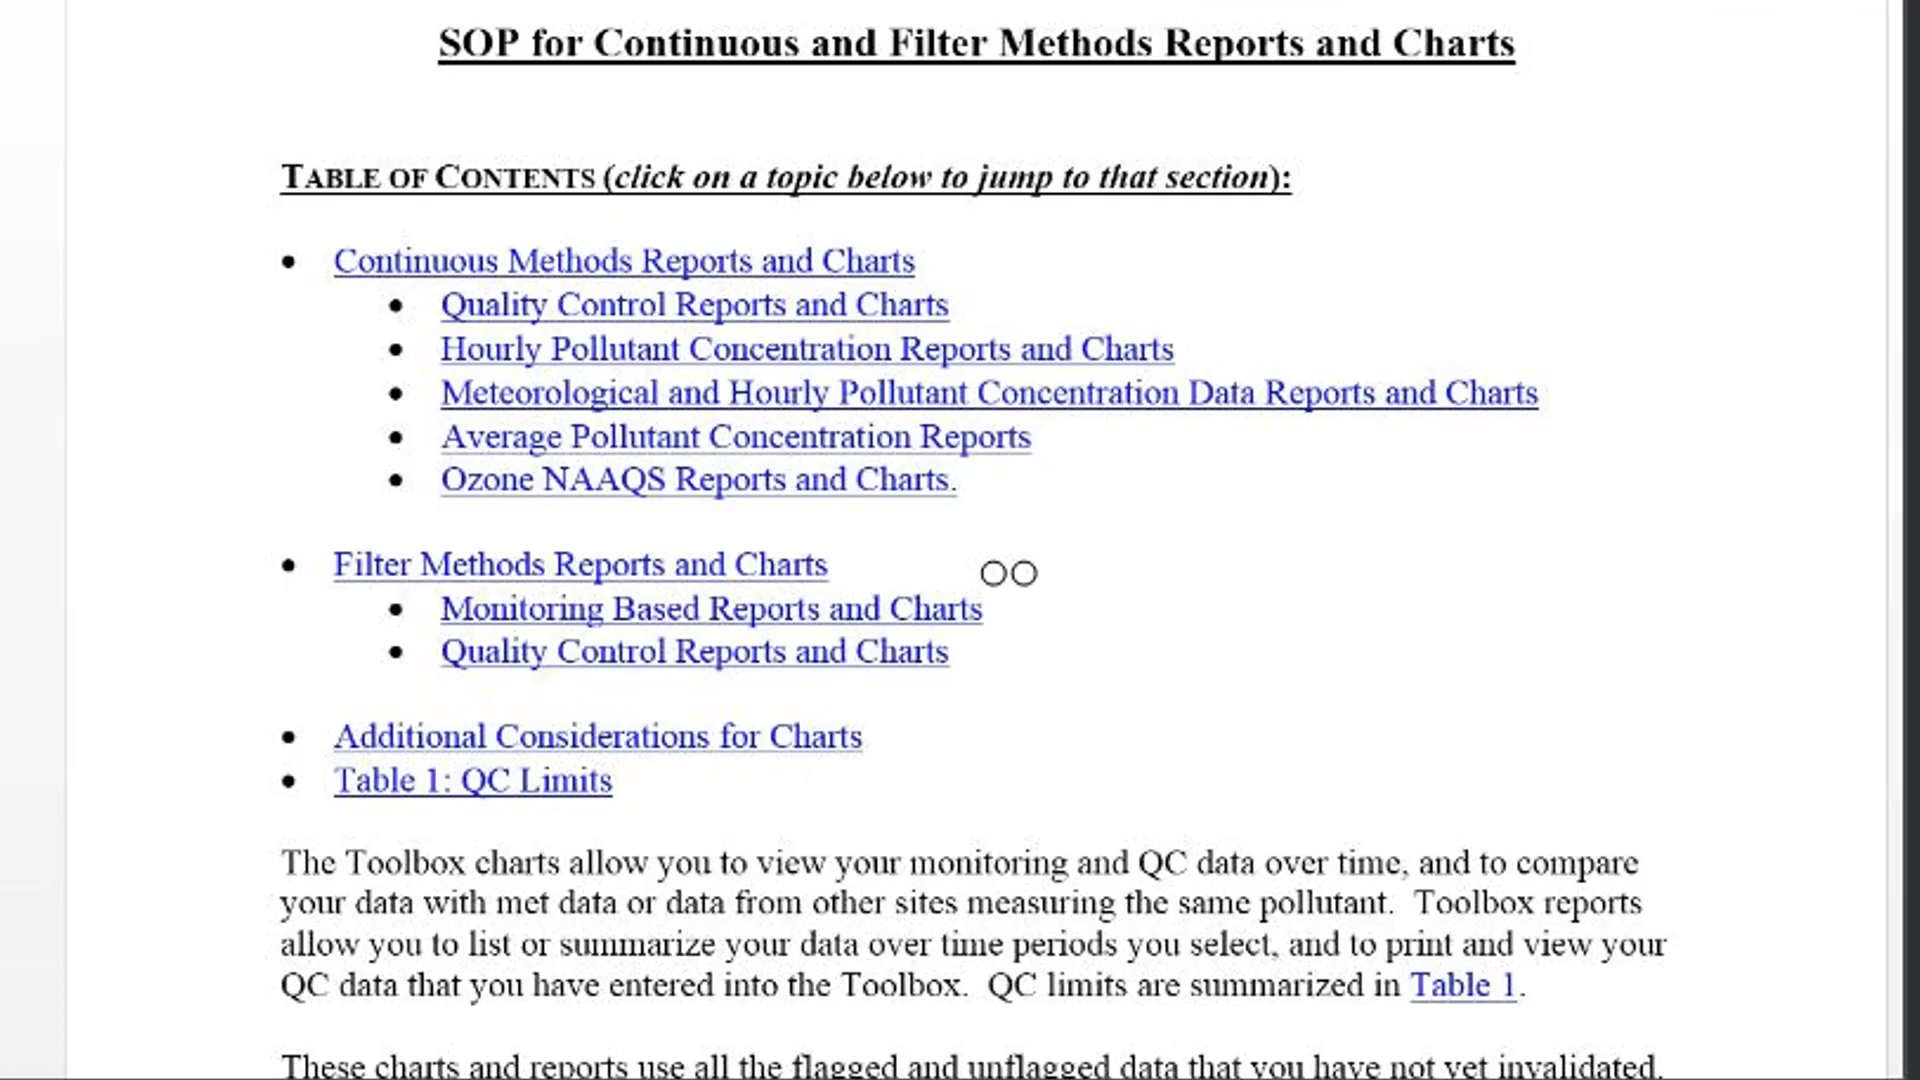 SOP for Continuous and Filter Methods Reports and Charts
TABLE OF CONTENTS (click on a topic below to jump to that section):
• Continuous Methods Reports and Charts
• Quality Control Reports and Charts
• Hourly Pollutant Concentration Reports and Charts
• Meteorological and Hourly Pollutant Concentration Data Reports and Charts
• Average Pollutant Concentration Reports
• Ozone NAAQS Reports and Charts.
• Filter Methods Reports and Charts
• Monitoring Based Reports and Charts
• Quality Control Reports and Charts
• Additional Considerations for Charts
• Table 1: QC Limits
The Toolbox charts allow you to view your monitoring and QC data over time, and to compare
your data with met data or data from other sites measuring the same pollutant. Toolbox reports
allow you to list or summarize your data over time periods you select, and to print and view your
QC data that you have entered into the Toolbox. QC limits are summarized in Table 1.
These charts and reports use all the flagged and unflagged data that you have not yet invalidated.